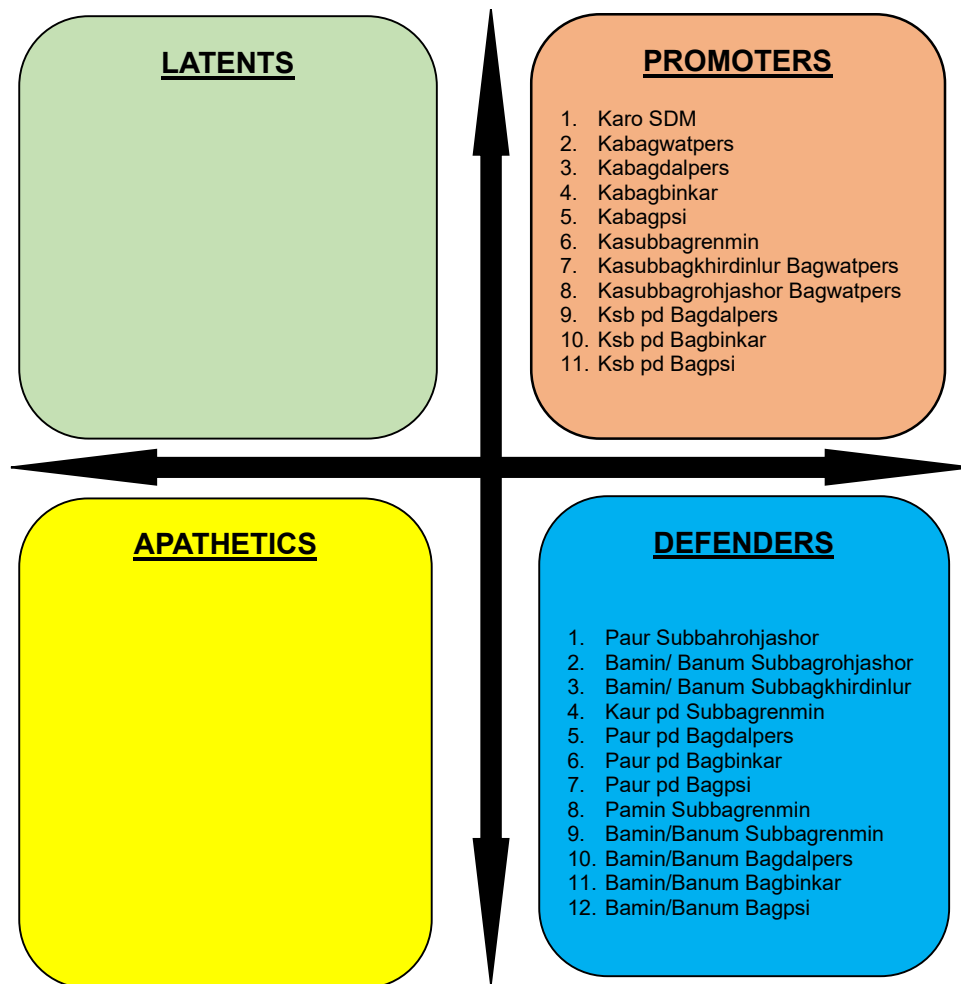 LATENTS
PROMOTERS
1. Karo SDM
2. Kabagwatpers
3. Kabagdalpers
4. Kabagbinkar
5. Kabagpsi
6. Kasubbagrenmin
7. Kasubbagkhirdinlur Bagwatpers
8. Kasubbagrohjashor Bagwatpers
9. Ksb pd Bagdalpers
10. Ksb pd Bagbinkar
11. Ksb pd Bagpsi
APATHETICS
DEFENDERS
1. Paur Subbahrohjashor
2. Bamin/ Banum Subbagrohjashor
3. Bamin/ Banum Subbagkhirdinlur
4. Kaur pd Subbagrenmin
5. Paur pd Bagdalpers
6. Paur pd Bagbinkar
7. Paur pd Bagpsi
8. Pamin Subbagrenmin
9. Bamin/Banum Subbagrenmin
10. Bamin/Banum Bagdalpers
11. Bamin/Banum Bagbinkar
12. Bamin/Banum Bagpsi